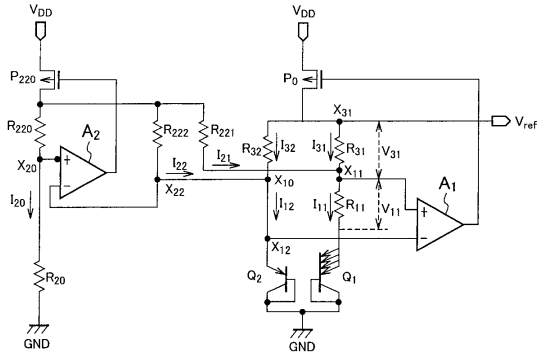 VDD
VDD
P220
P0
X31
Vref
R220
A2
R222
R221
R32
I32
I31
R31
V31
X20
I22
I21
X11
X22
X10
A1
I20
I12
I11
R11
V11
X12
R20
Q2
Q1
GND
GND